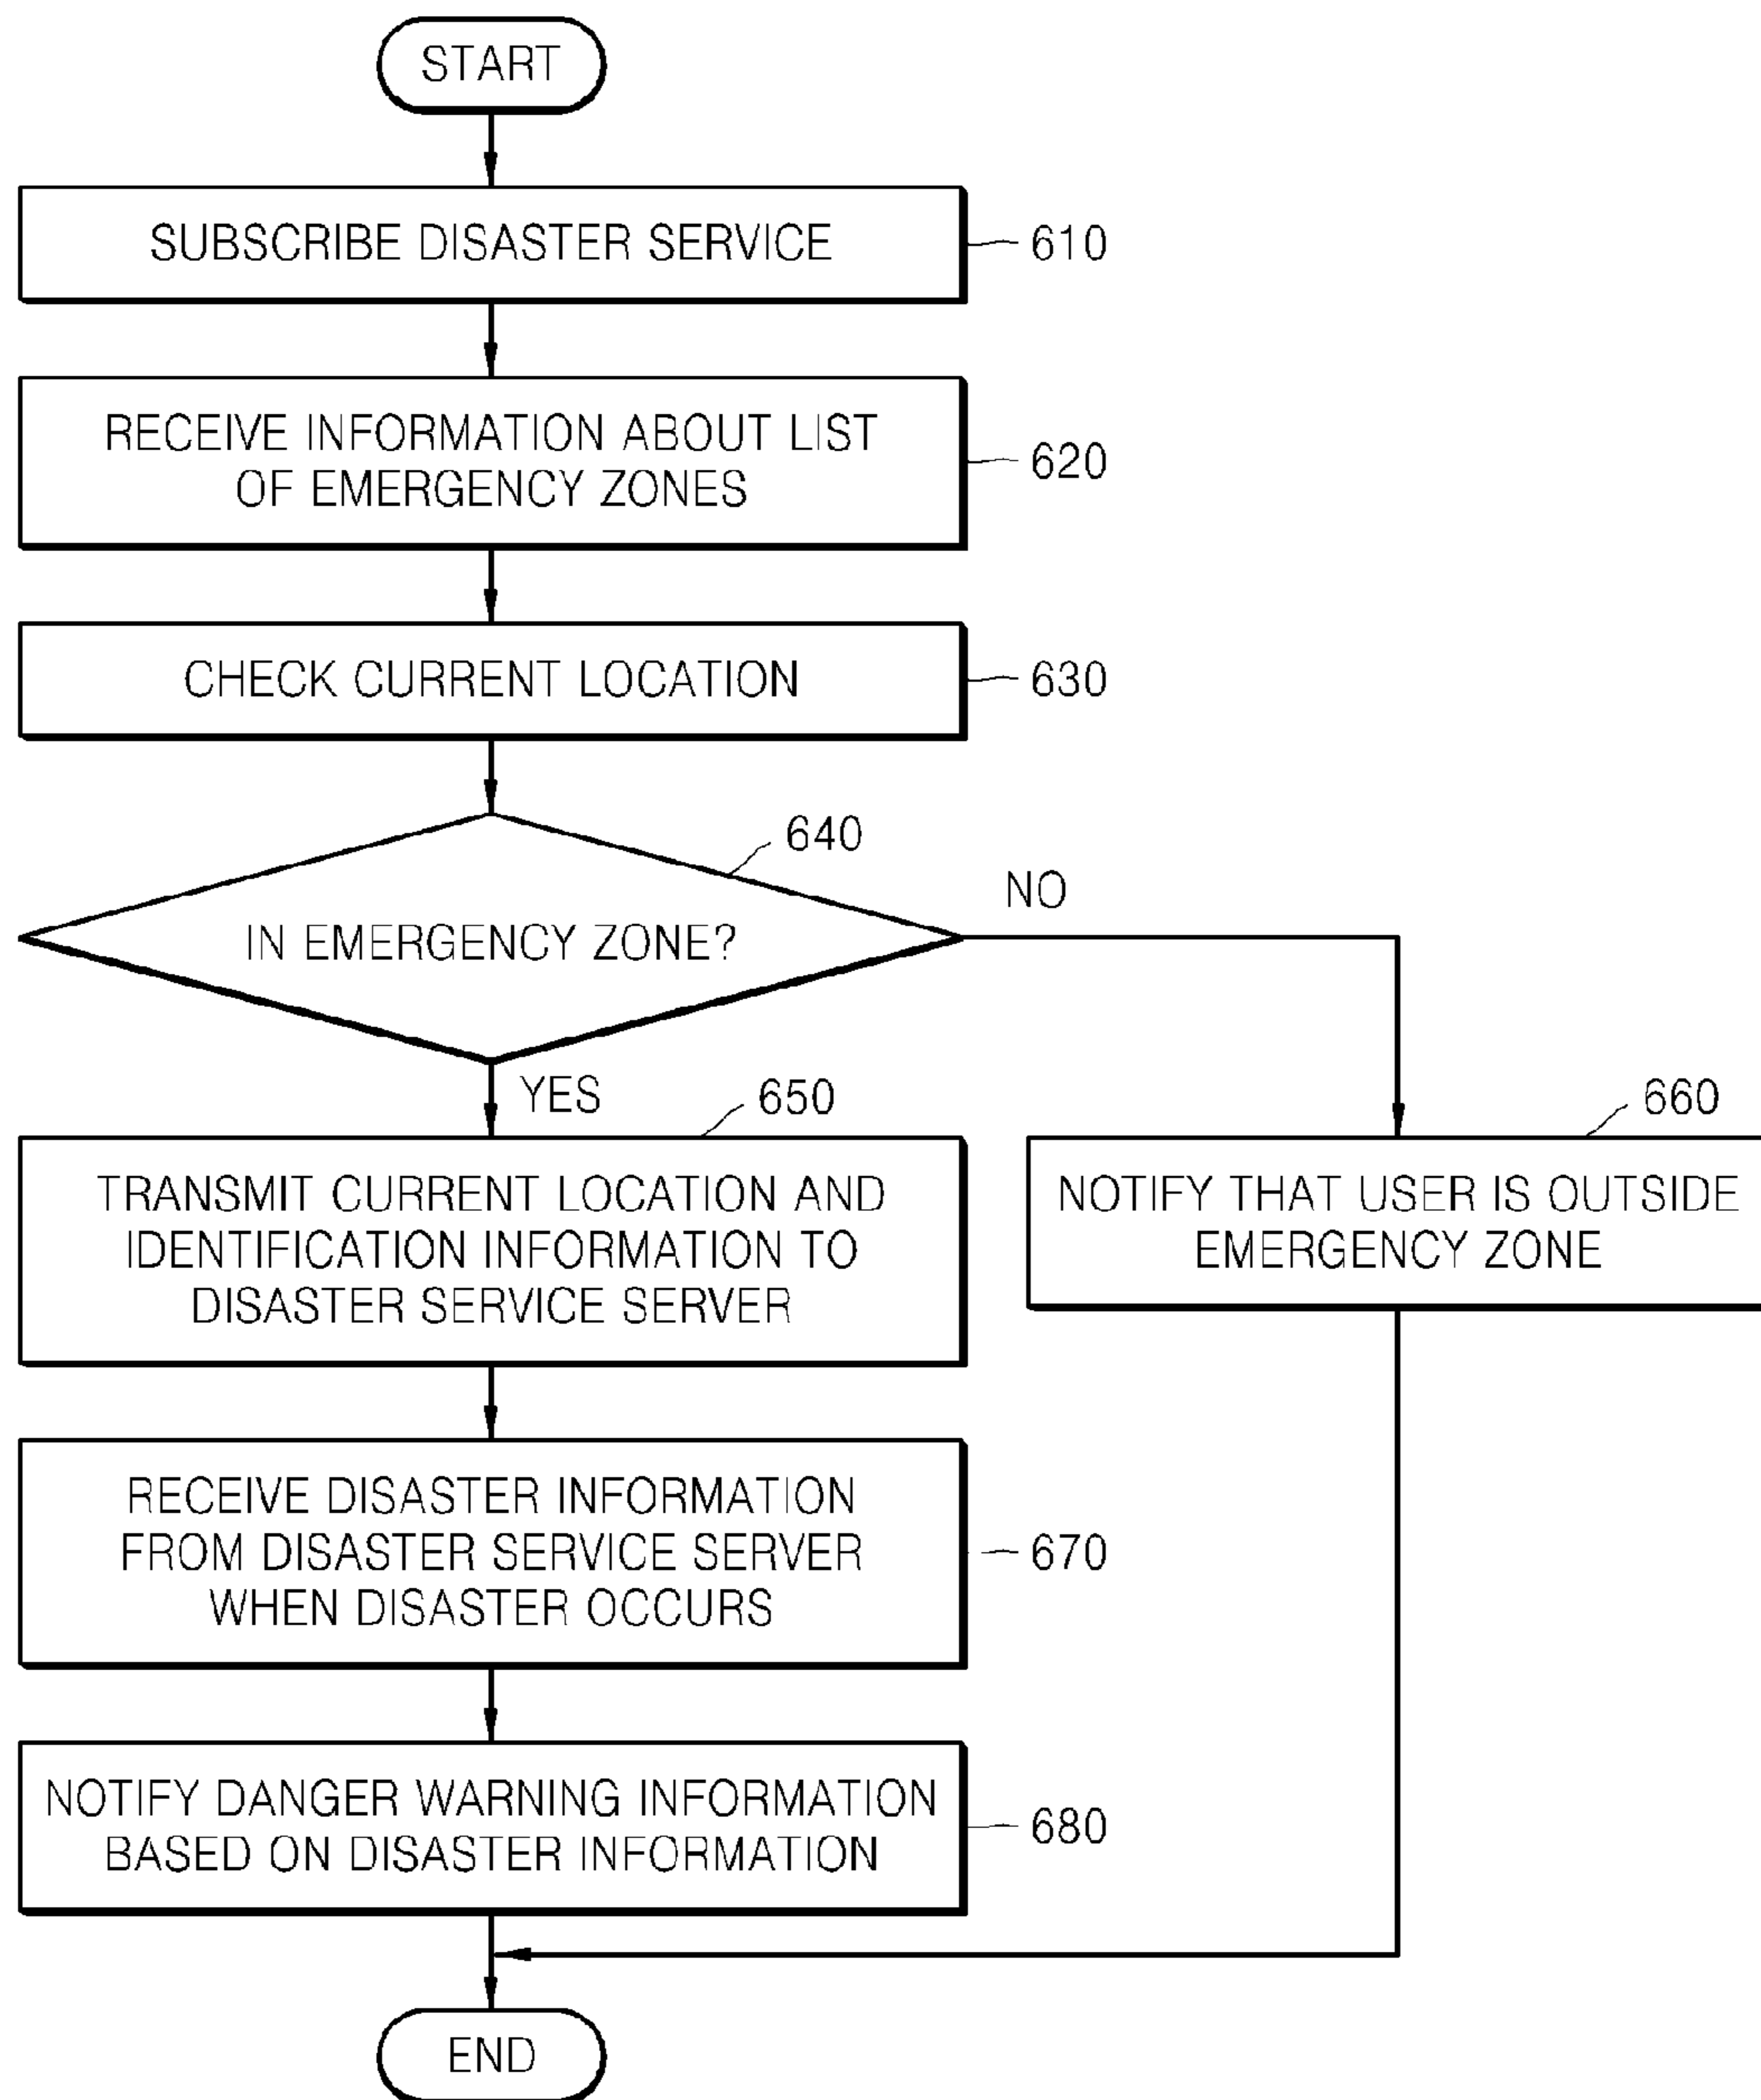 START
SUBSCRIBE DISASTER SERVICE
610
RECEIVE INFORMATION ABOUT LIST
OF EMERGENCY ZONES
620
CHECK CURRENT LOCATION
630
640
IN EMERGENCY ZONE?
NO
YES
650
TRANSMIT CURRENT LOCATION AND
IDENTIFICATION INFORMATION TO
DISASTER SERVICE SERVER
660
NOTIFY THAT USER IS OUTSIDE
EMERGENCY ZONE
RECEIVE DISASTER INFORMATION
FROM DISASTER SERVICE SERVER
WHEN DISASTER OCCURS
670
NOTIFY DANGER WARNING INFORMATION
BASED ON DISASTER INFORMATION
680
END